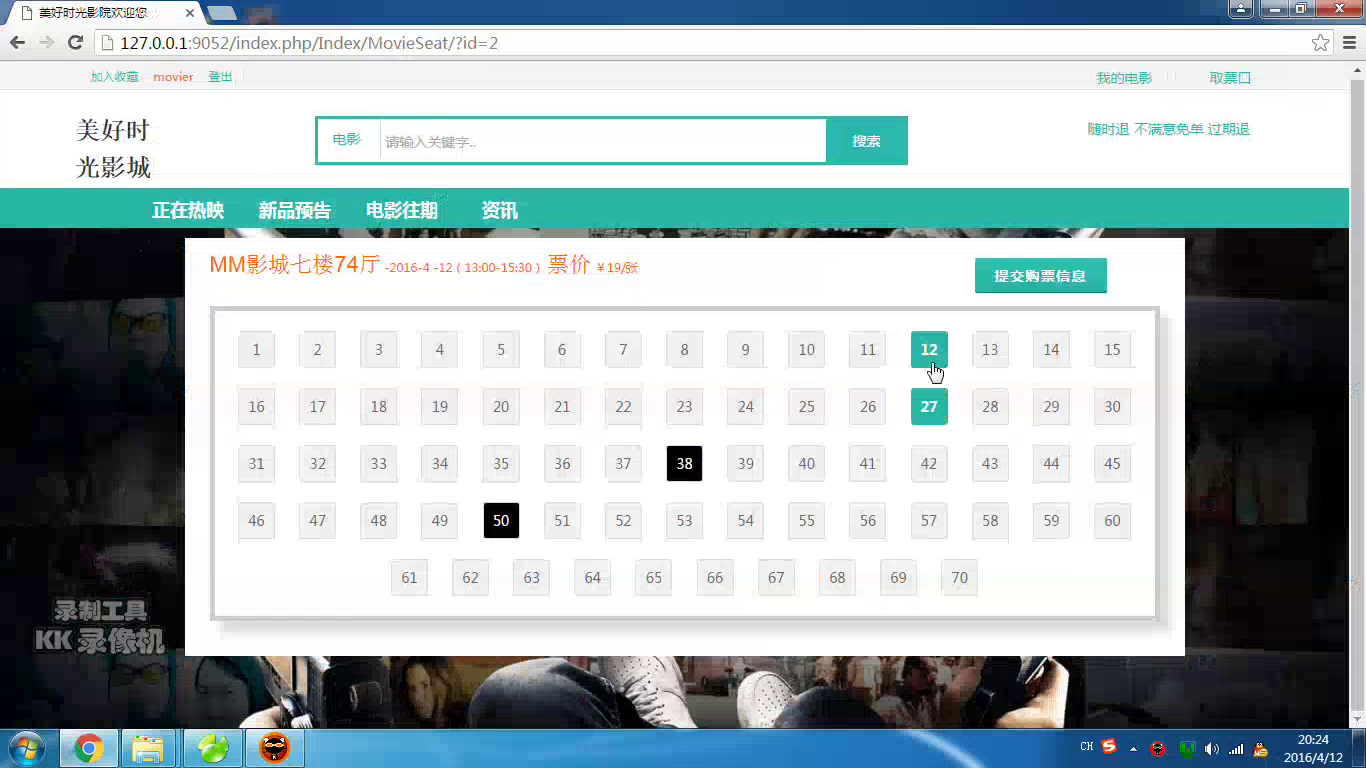 美好时光影院欢迎您
127.0.0.1:9052/index.php/Index/MovieSeat/?id=2
加入收藏 movier 登出 我的电影 取票口
美好时
光影城
电影 请输入关键字.. 搜索
随时退 不满意免单 过期退
正在热映 新品预告 电影往期 资讯
MM影城七楼74厅 -2016-4 -12 ( 13:00-15:30 ) 票价 ￥19/张
提交购票信息
1 2 3 4 5 6 7 8 9 10 11 12 13 14 15
16 17 18 19 20 21 22 23 24 25 26 27 28 29 30
31 32 33 34 35 36 37 38 39 40 41 42 43 44 45
46 47 48 49 50 51 52 53 54 55 56 57 58 59 60
61 62 63 64 65 66 67 68 69 70
录制工具
KK 录像机
CH
20:24
2016/4/12